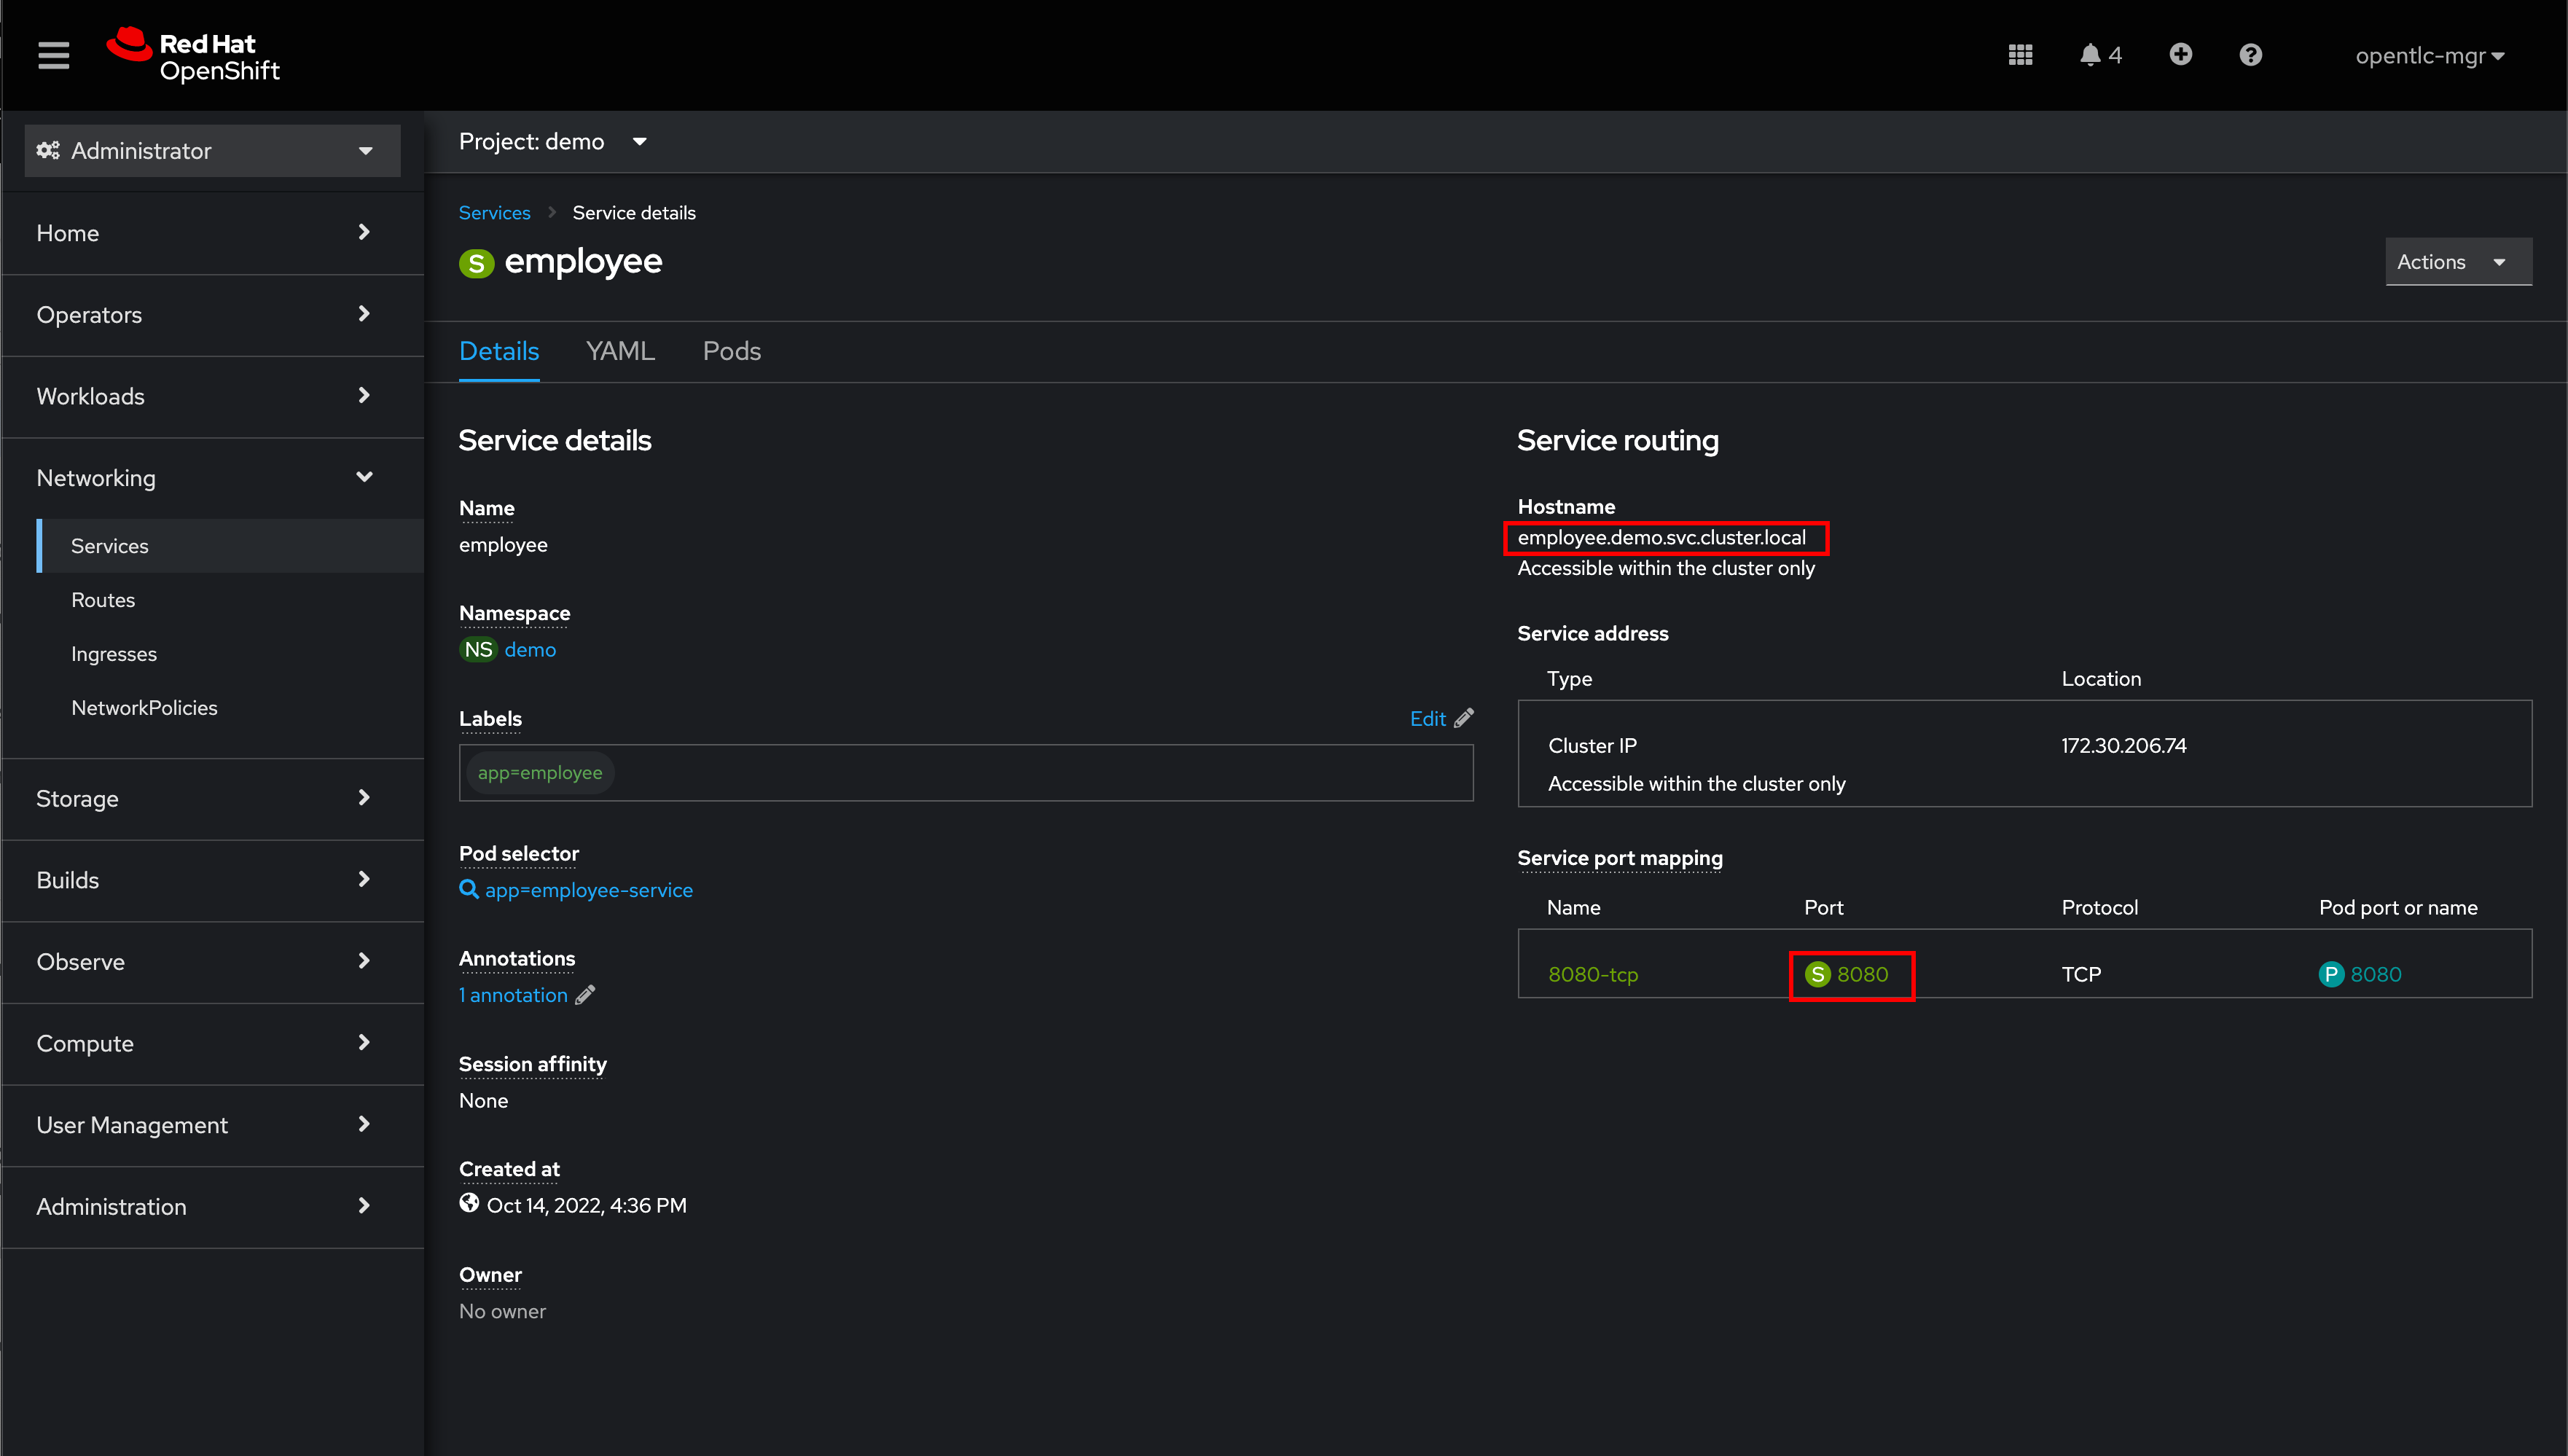 Red Hat
OpenShift
4
opentlc-mgr
Administrator
Home
Operators
Workloads
Networking
Services
Routes
Ingresses
NetworkPolicies
Storage
Builds
Observe
Compute
User Management
Administration
Project: demo
Services Service details
S employee
Actions
Details YAML Pods
Service details
Name
employee
Namespace
NS demo
Labels
Edit
app=employee
Pod selector
app=employee-service
Annotations
1 annotation
Session affinity
None
Created at
Oct 14, 2022, 4:36 PM
Owner
No owner
Service routing
Hostname
employee.demo.svc.cluster.local
Accessible within the cluster only
Service address
Type Location
Cluster IP 172.30.206.74
Accessible within the cluster only
Service port mapping
Name Port Protocol Pod port or name
8080-tcp S 8080 TCP P 8080